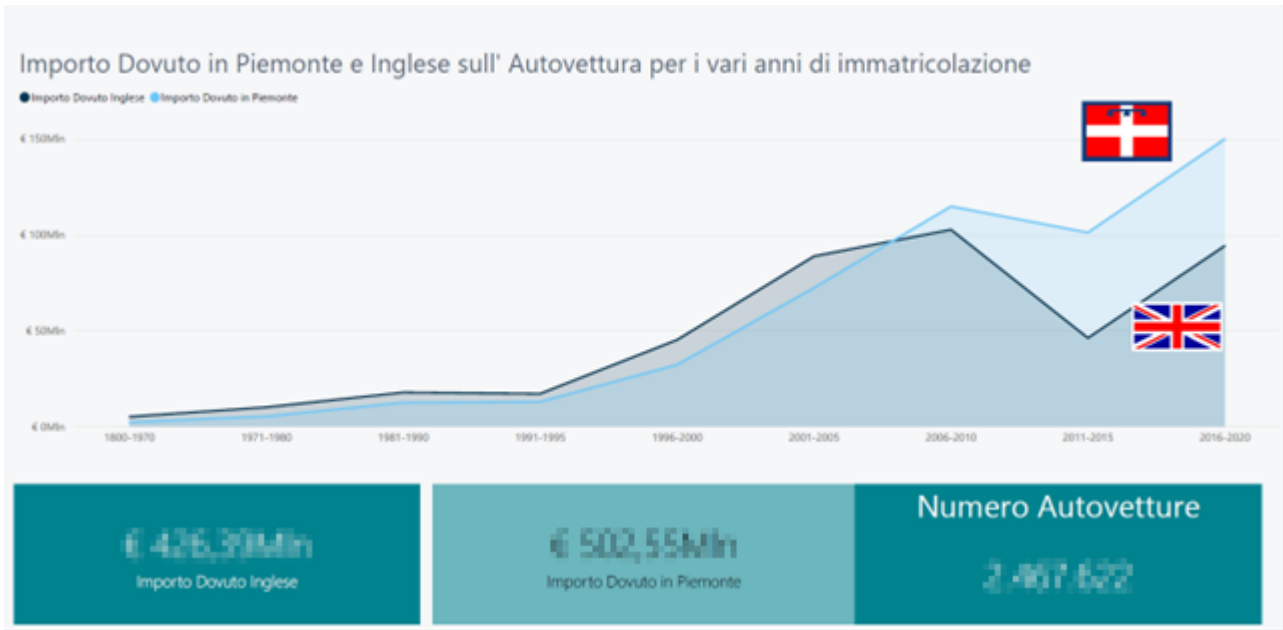 Importo Dovuto in Piemonte e Inglese sull' Autovettura per i vari anni di immatricolazione
Importo Dovuto Inglese Importo Dovuto in Piemonte
€ 150Mln
€ 100Mln
€ 50Mln
€ 0Mln
1800-1970 1971-1980 1981-1990 1991-1995 1996-2000 2001-2005 2006-2010 2011-2015 2016-2020
Importo Dovuto Inglese
Importo Dovuto in Piemonte
Numero Autovetture